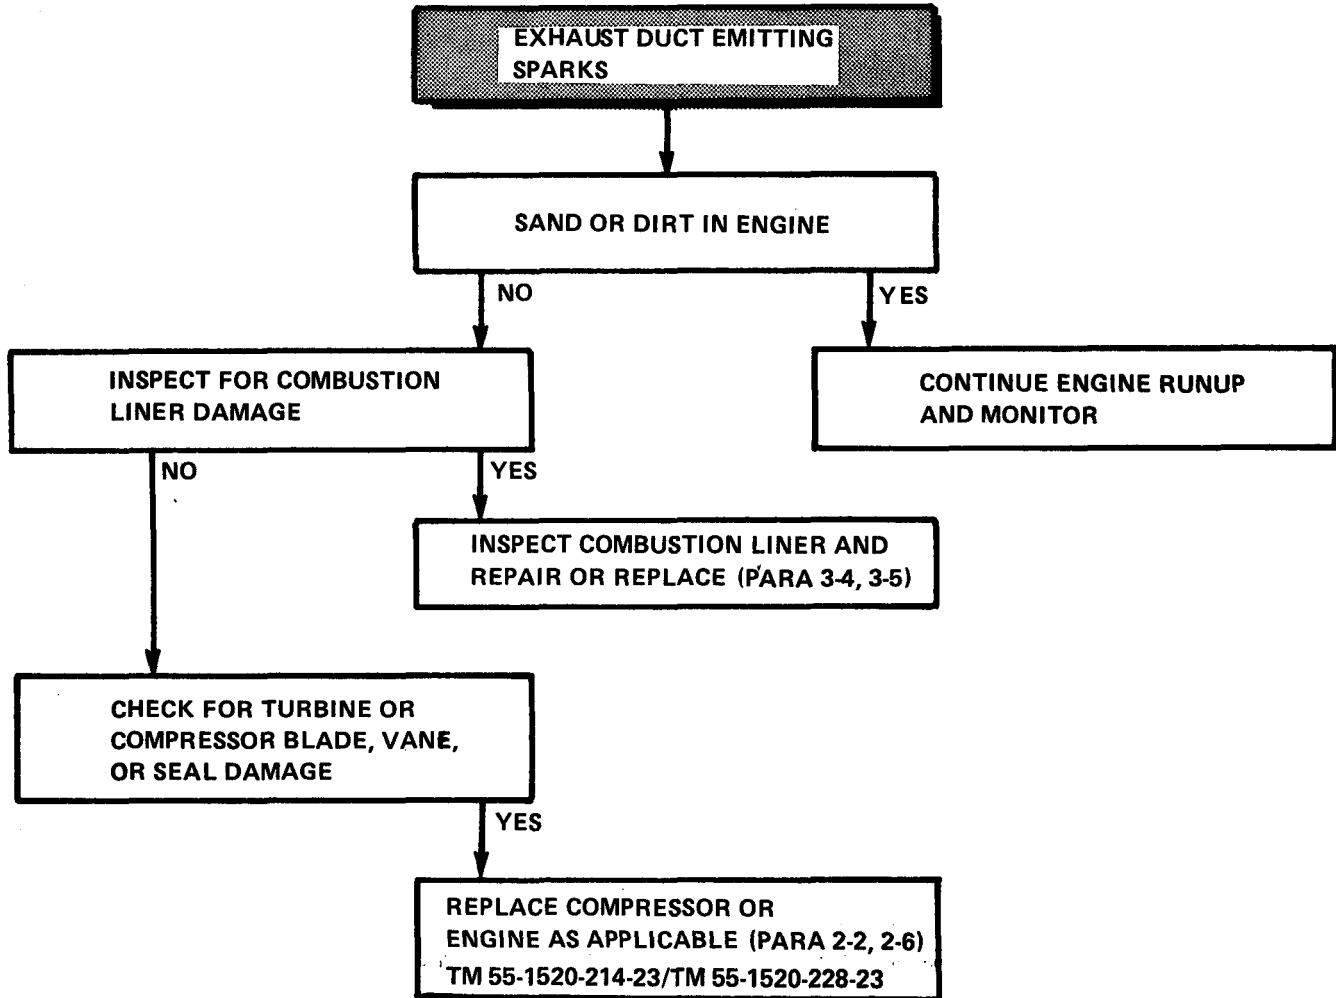 EXHAUST DUCT EMITTING
SPARKS
SAND OR DIRT IN ENGINE
NO
YES
INSPECT FOR COMBUSTION
LINER DAMAGE
CONTINUE ENGINE RUNUP
AND MONITOR
NO
YES
INSPECT COMBUSTION LINER AND
REPAIR OR REPLACE (PARA 3-4, 3-5)
CHECK FOR TURBINE OR
COMPRESSOR BLADE, VANE,
OR SEAL DAMAGE
YES
REPLACE COMPRESSOR OR
ENGINE AS APPLICABLE (PARA 2-2, 2-6)
TM 55-1520-214-23/TM 55-1520-228-23